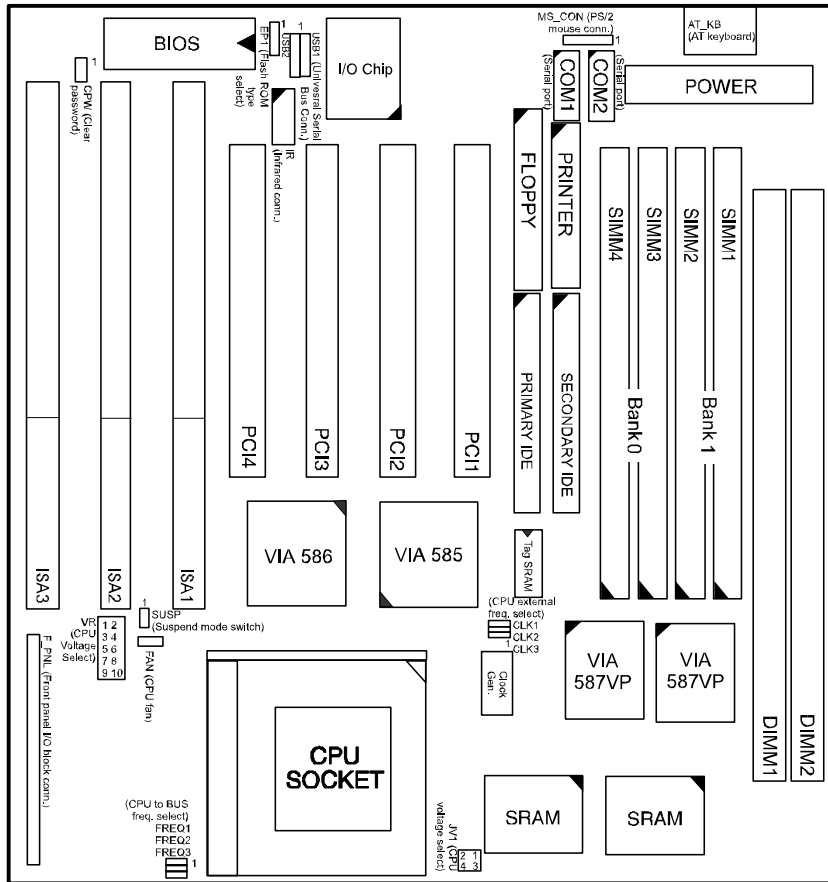 BIOS
1
EP1 (Flash ROM
type
select)
USB2
1
USB1 (Univesral Serial
Bus Conn.)
I/O Chip
IR
(Infrared conn.)
1
CPW (Clear
password)
MS_CON (PS/2
mouse conn.)
1
AT_KB
(AT keyboard)
COM1
(Serial port)
COM2
(Serial port)
POWER
FLOPPY
PRINTER
SIMM4
SIMM3
SIMM2
SIMM1
PRIMARY IDE
SECONDARY IDE
Bank 0
Bank 1
PCI4
PCI3
PCI2
PCI1
ISA3
ISA2
ISA1
VIA 586
VIA 585
Tag SRAM
(CPU external
freq. select)
CLK1
CLK2
1
CLK3
Clock
Gen.
VIA
587VP
VIA
587VP
DIMM1
DIMM2
VR
(CPU
Voltage
Select)
1 2
3 4
5 6
7 8
9 10
1
SUSP
(Suspend mode switch)
FAN (CPU fan)
F_PNL (Front panel I/O block conn.)
CPU
SOCKET
(CPU to BUS
freq. select)
FREQ1
FREQ2
FREQ3
1
JV1 (CPU
voltage select)
2 1
4 3
SRAM
SRAM